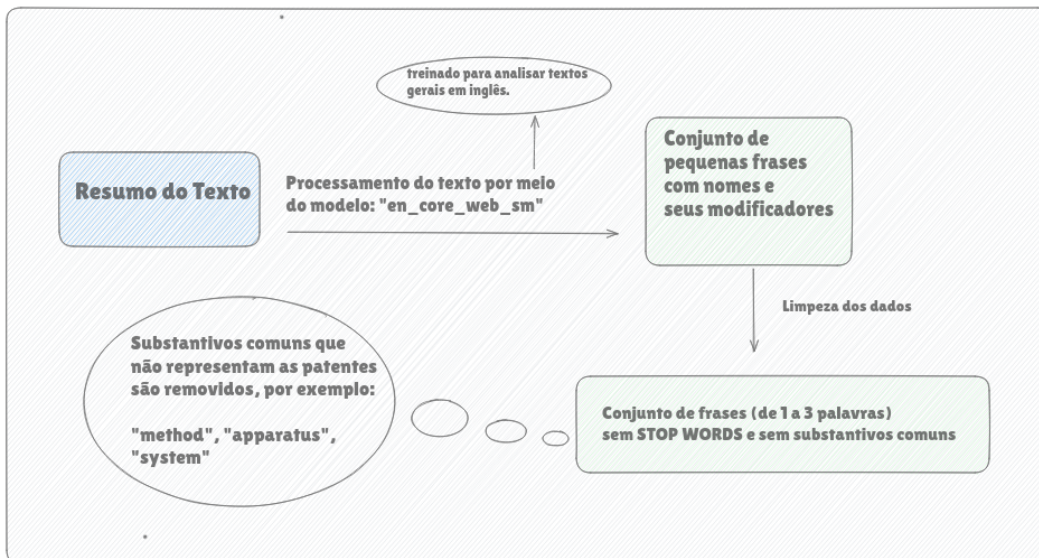 treinado para analisar textos
gerais em inglês.
Resumo do Texto
Processamento do texto por meio
do modelo: "en_core_web_sm"
Conjunto de
pequenas frases
com nomes e
seus modificadores
Limpeza dos dados
Substantivos comuns que
não representam as patentes
são removidos, por exemplo:
"method", "apparatus",
"system"
Conjunto de frases (de 1 a 3 palavras)
sem STOP WORDS e sem substantivos comuns